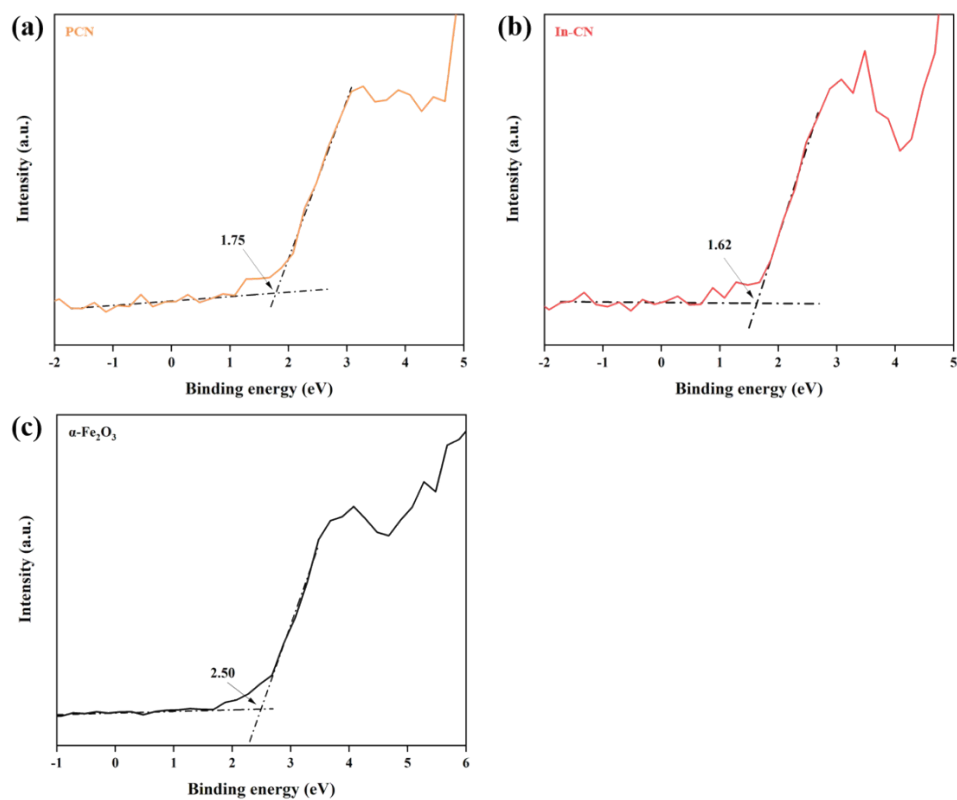 (a)
PCN
Intensity (a.u.)
1.75
-2 -1 0 1 2 3 4 5
Binding energy (eV)
(b)
In-CN
Intensity (a.u.)
1.62
-2 -1 0 1 2 3 4 5
Binding energy (eV)
(c)
α-Fe₂O₃
Intensity (a.u.)
2.50
-1 0 1 2 3 4 5 6
Binding energy (eV)